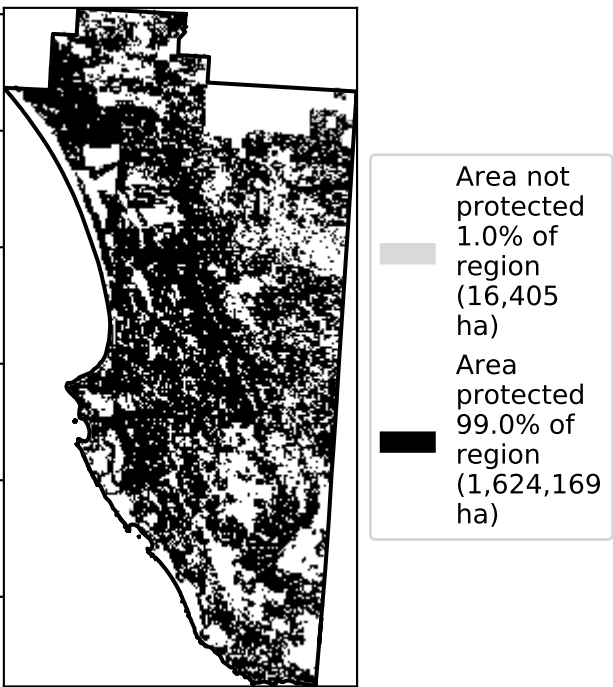 Area not
protected
1.0% of
region
(16,405
ha)
Area
protected
99.0% of
region
(1,624,169
ha)